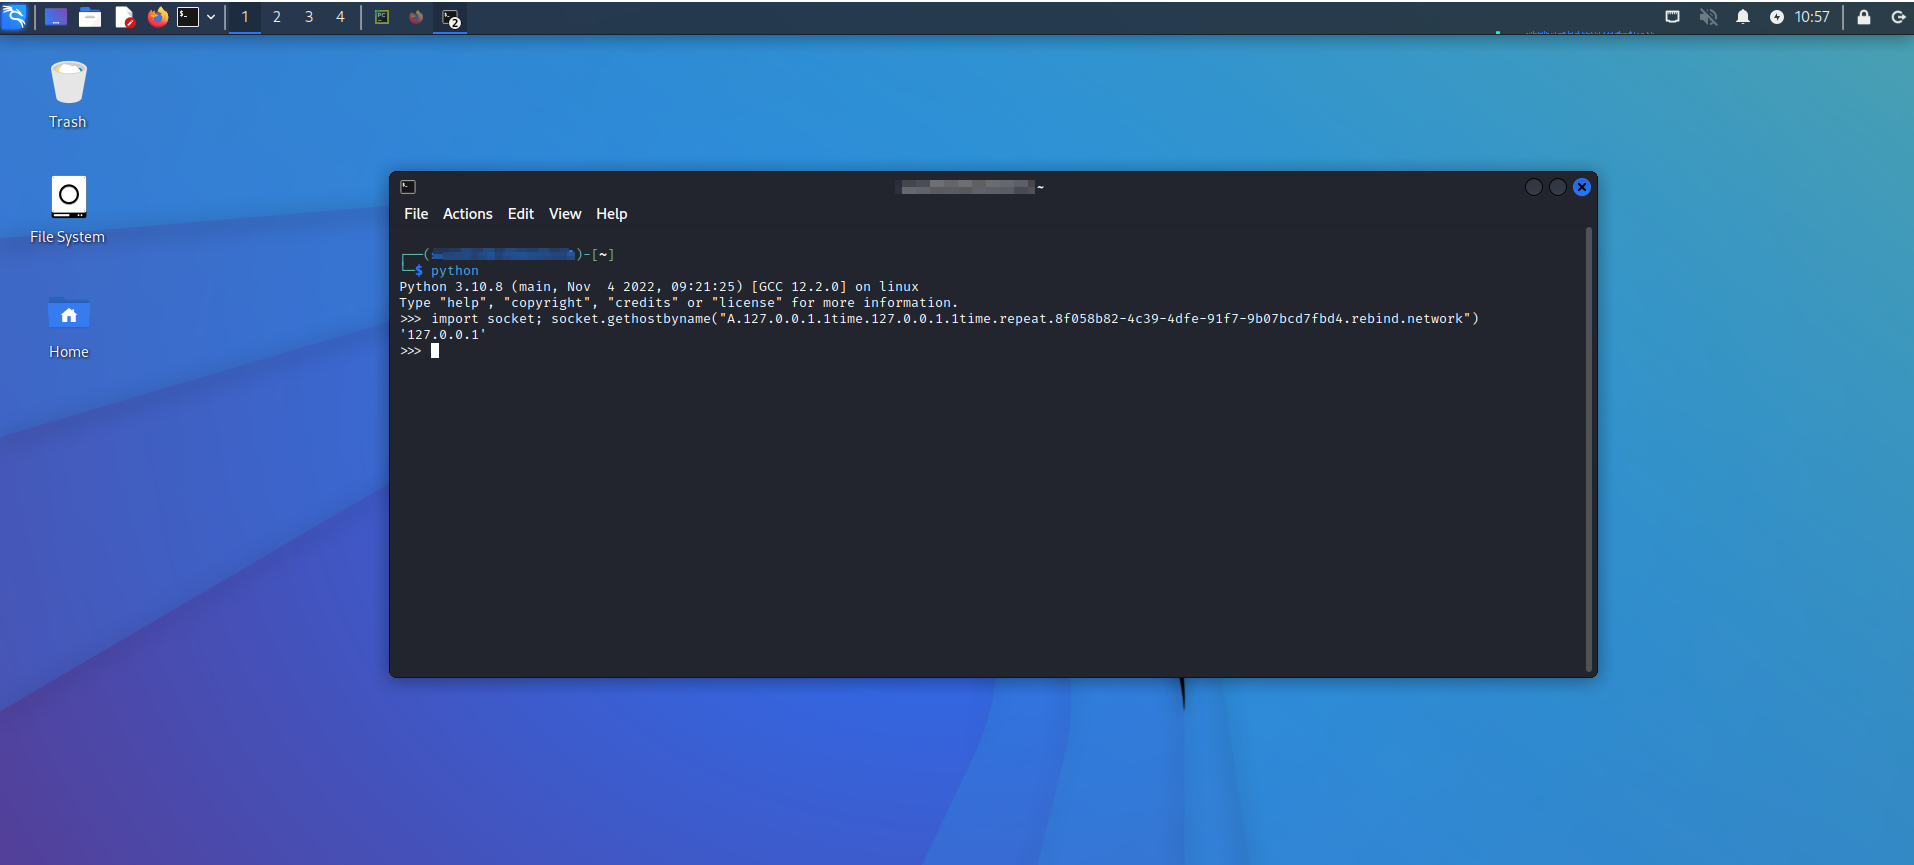 1 2 3 4 2 10:57
Trash
File System
Home
~
File Actions Edit View Help
┌──( )-[~]
└─$ python
Python 3.10.8 (main, Nov  4 2022, 09:21:25) [GCC 12.2.0] on linux
Type "help", "copyright", "credits" or "license" for more information.
>>> import socket; socket.gethostbyname("A.127.0.0.1.1time.127.0.0.1.1time.repeat.8f058b82-4c39-4dfe-91f7-9b07bcd7fbd4.rebind.network")
'127.0.0.1'
>>>